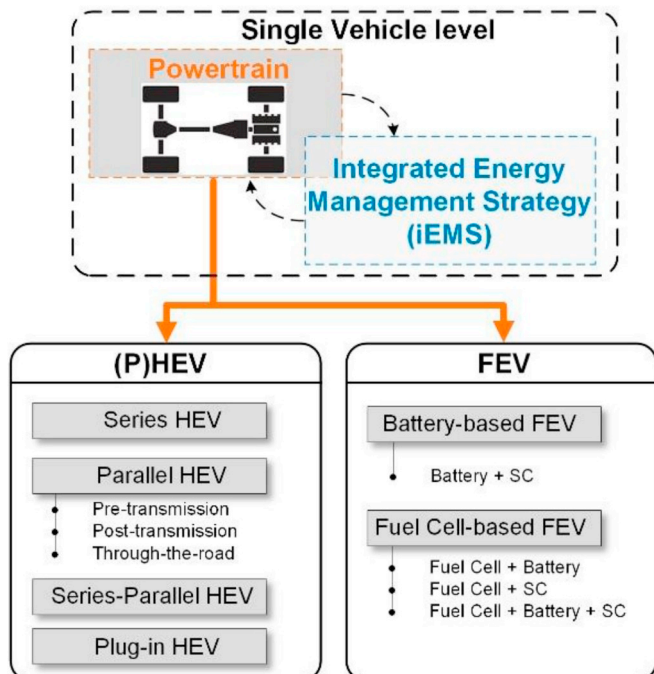 Single Vehicle level
Powertrain
Integrated Energy
Management Strategy
(iEMS)
(P)HEV
Series HEV
Parallel HEV
Pre-transmission
Post-transmission
Through-the-road
Series-Parallel HEV
Plug-in HEV
FEV
Battery-based FEV
Battery + SC
Fuel Cell-based FEV
Fuel Cell + Battery
Fuel Cell + SC
Fuel Cell + Battery + SC